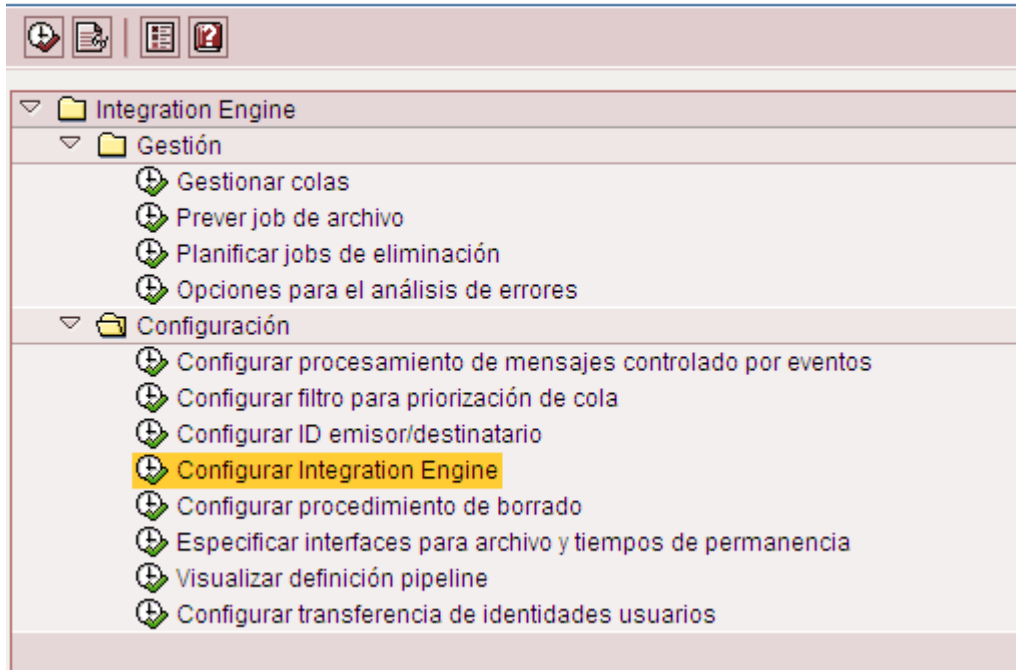 Integration Engine
Gestión
Gestionar colas
Prever job de archivo
Planificar jobs de eliminación
Opciones para el análisis de errores
Configuración
Configurar procesamiento de mensajes controlado por eventos
Configurar filtro para priorización de cola
Configurar ID emisor/destinatario
Configurar Integration Engine
Configurar procedimiento de borrado
Especificar interfaces para archivo y tiempos de permanencia
Visualizar definición pipeline
Configurar transferencia de identidades usuarios